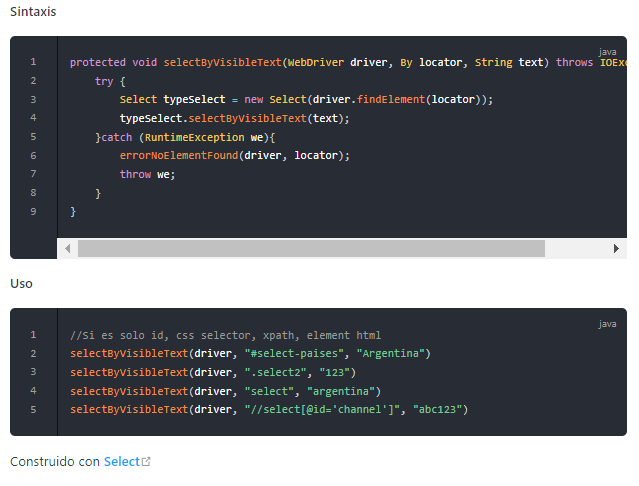 Sintaxis
java
1 protected void selectByVisibleText(WebDriver driver, By locator, String text) throws IOExc
2 try {
3 Select typeSelect = new Select(driver.findElement(locator));
4 typeSelect.selectByVisibleText(text);
5 }catch (RuntimeException we){
6 errorNoElementFound(driver, locator);
7 throw we;
8 }
9 }
Uso
java
1 //Si es solo id, css selector, xpath, element html
2 selectByVisibleText(driver, "#select-paises", "Argentina")
3 selectByVisibleText(driver, ".select2", "123")
4 selectByVisibleText(driver, "select", "argentina")
5 selectByVisibleText(driver, "//select[@id='channel']", "abc123")
Construido con Select